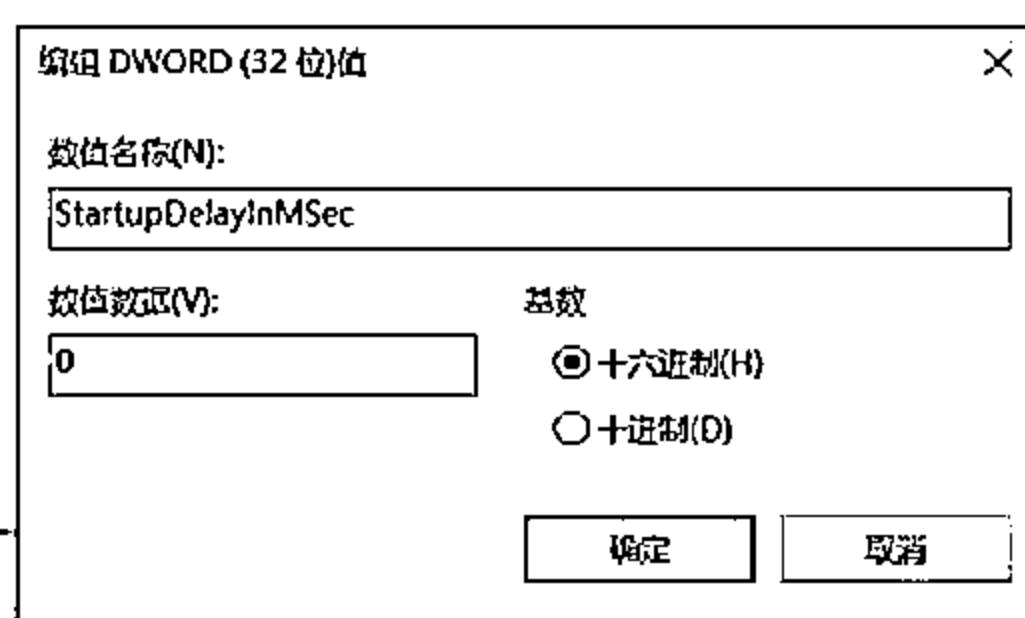 编辑 DWORD (32 位)值
数值名称(N):
StartupDelayInMSec
数值数据(V):
基数
0
十六进制(H)
十进制(D)
确定
取消